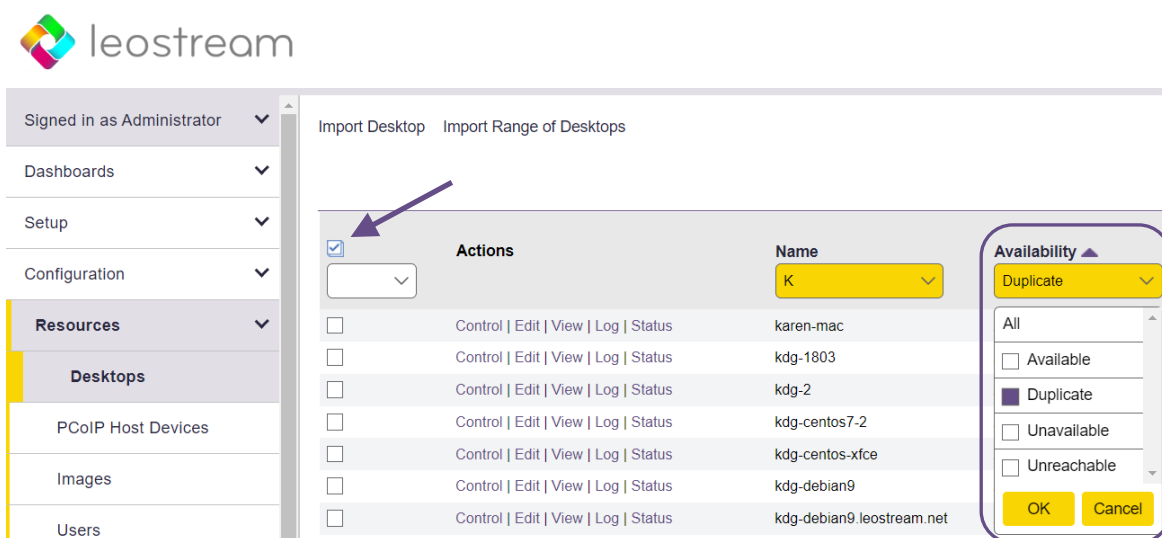 leostream
Signed in as Administrator
Dashboards
Setup
Configuration
Resources
Desktops
PCoIP Host Devices
Images
Users
Import Desktop Import Range of Desktops
Actions Name Availability
K Duplicate
Control | Edit | View | Log | Status karen-mac
Control | Edit | View | Log | Status kdg-1803
Control | Edit | View | Log | Status kdg-2
Control | Edit | View | Log | Status kdg-centos7-2
Control | Edit | View | Log | Status kdg-centos-xfce
Control | Edit | View | Log | Status kdg-debian9
Control | Edit | View | Log | Status kdg-debian9.leostream.net
All
Available
Duplicate
Unavailable
Unreachable
OK Cancel